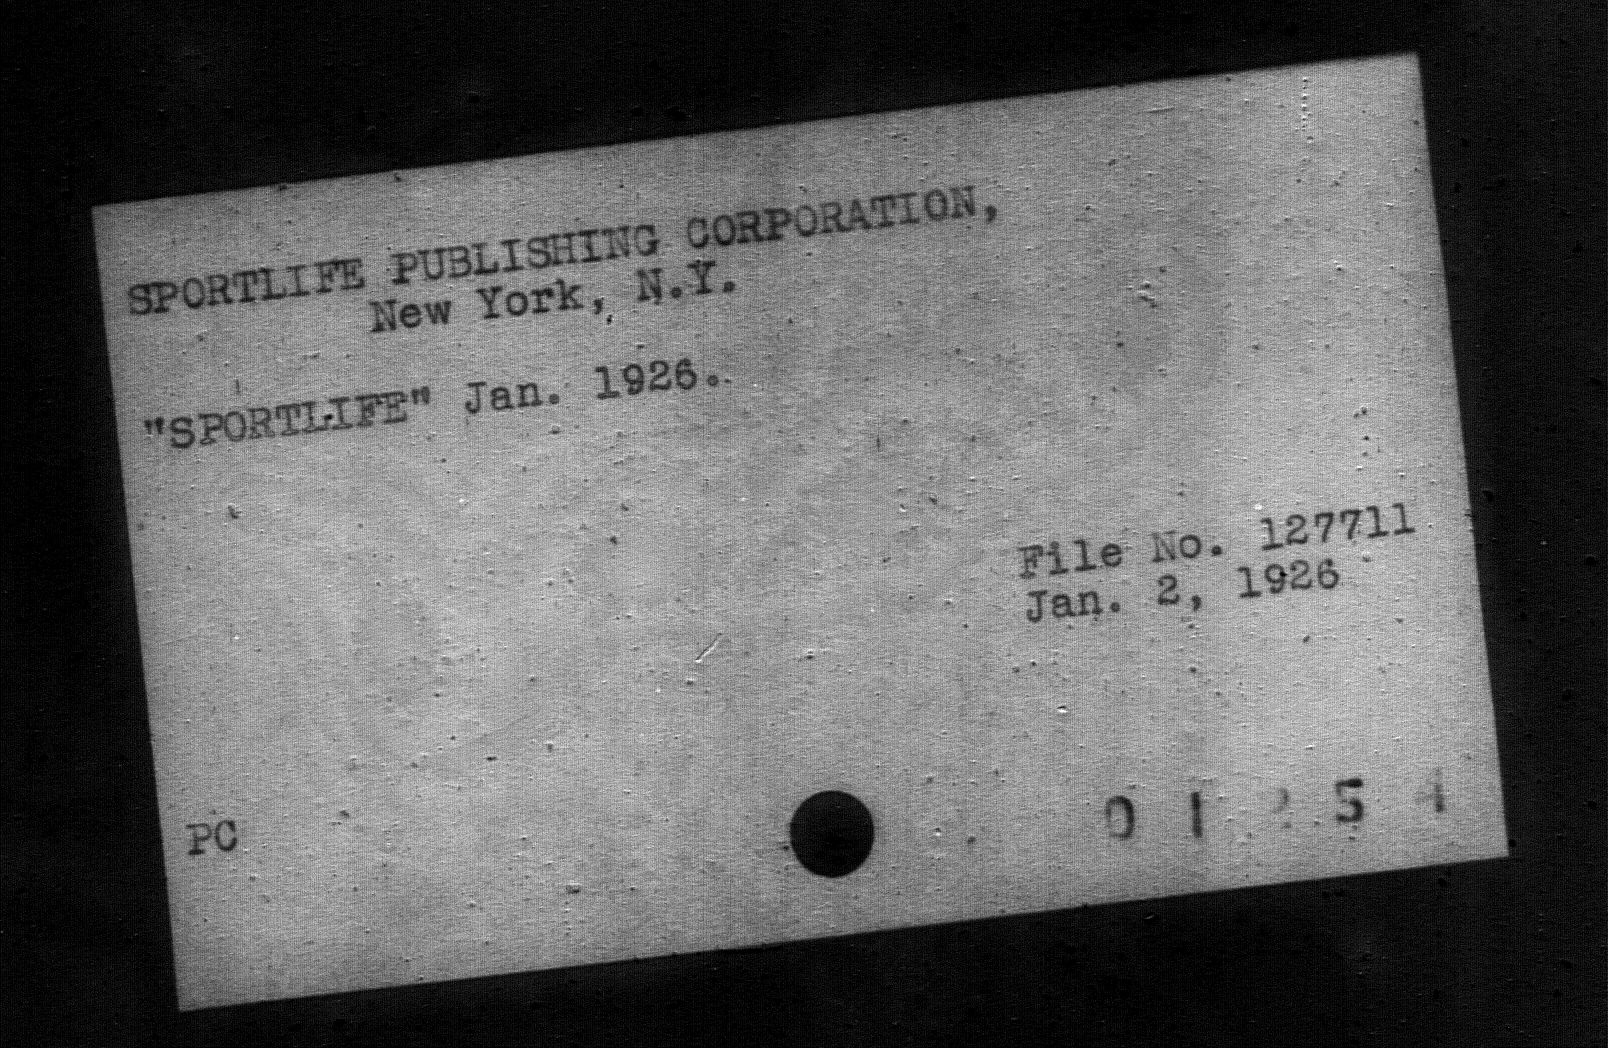 SPORTLIFE PUBLISHING CORPORATION,
New York, N.Y.
"SPORTLIFE" Jan. 1926.
File No. 127711
Jan. 2, 1926
PC